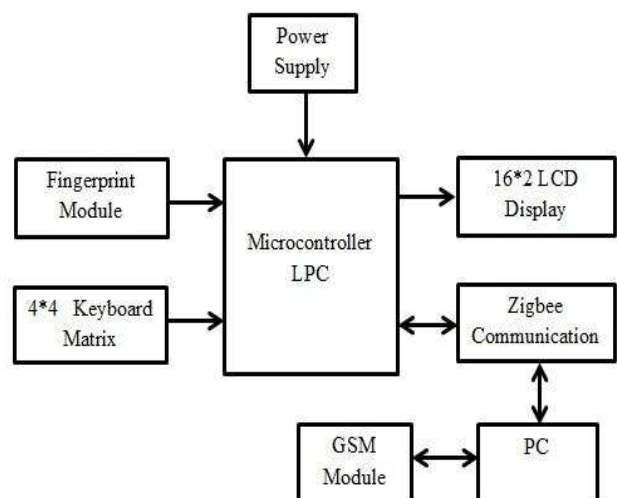 Power
Supply
Fingerprint
Module
16*2 LCD
Display
Microcontroller
LPC
4*4 Keyboard
Matrix
Zigbee
Communication
GSM
Module
PC